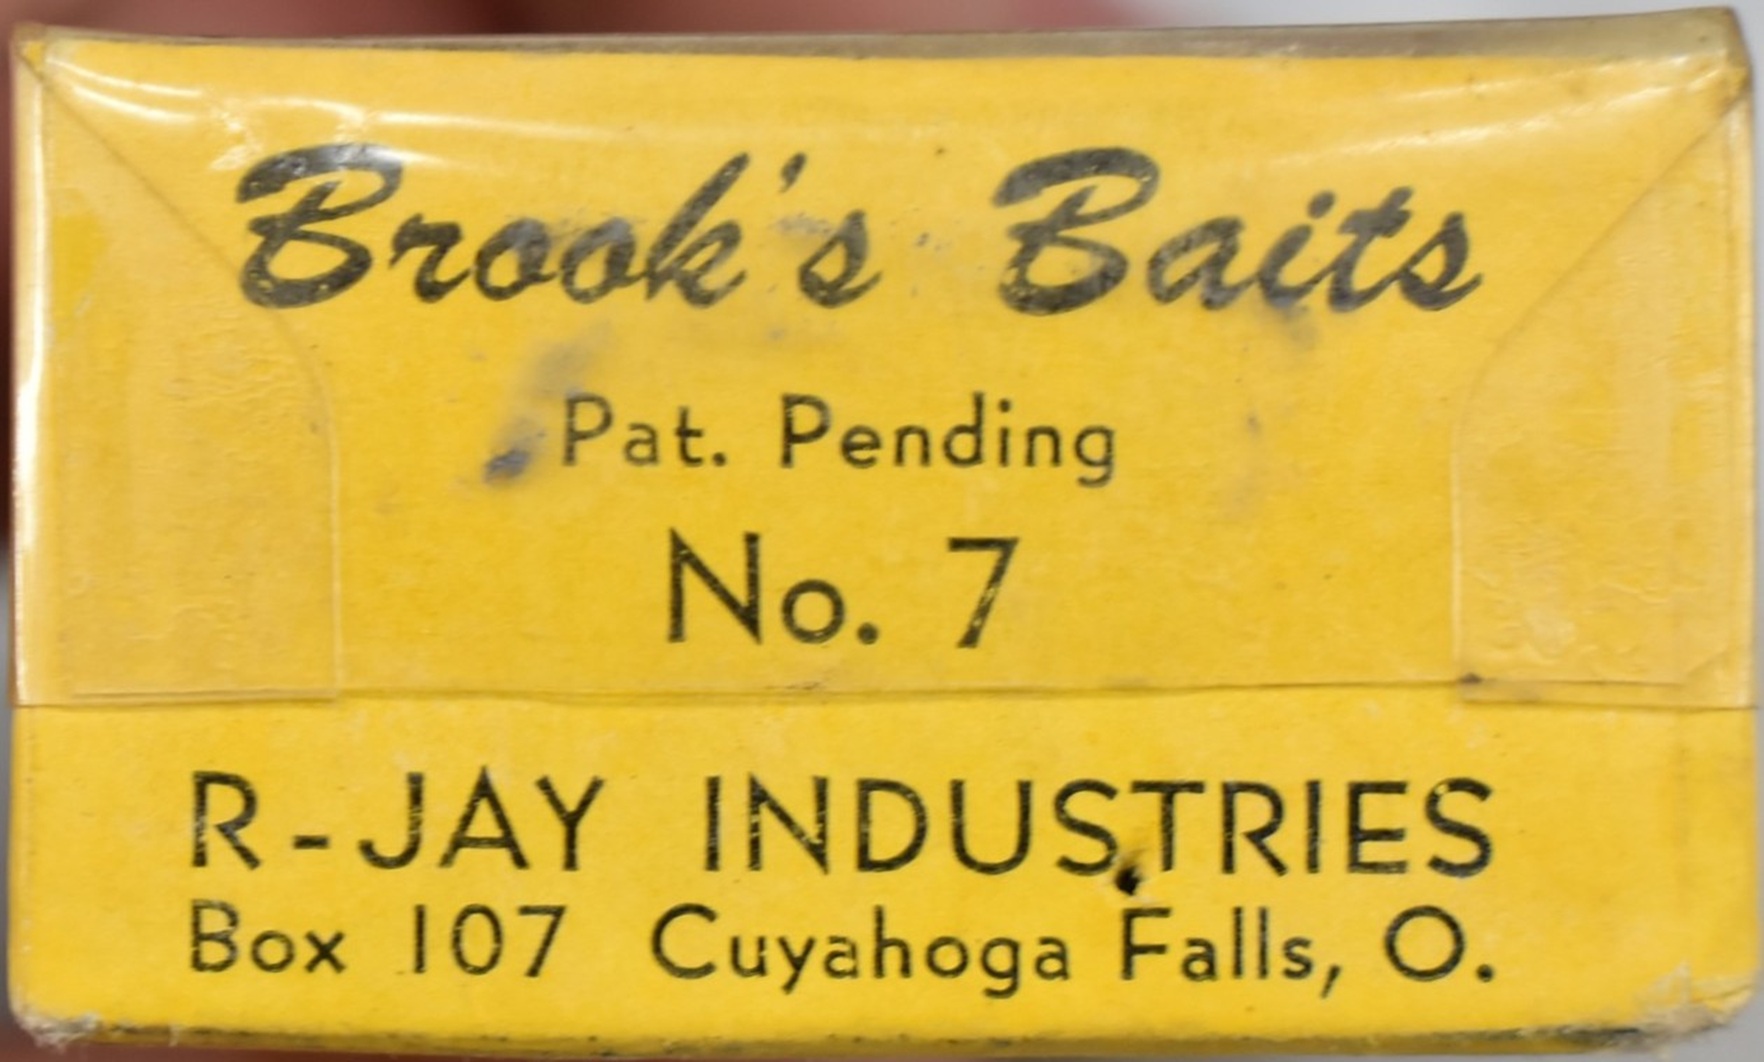 Brook's Baits
Pat. Pending
No. 7
R-JAY INDUSTRIES
Box 107 Cuyahoga Falls, O.